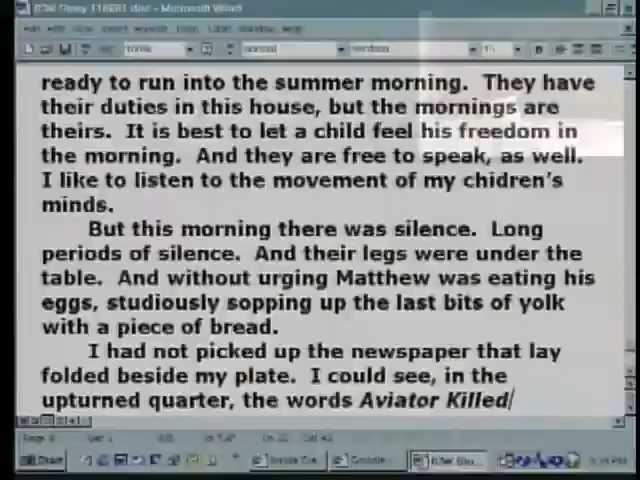 Microsoft Word
ready to run into the summer morning.  They have
their duties in this house, but the mornings are
theirs.  It is best to let a child feel his freedom in
the morning.  And they are free to speak, as well.
I like to listen to the movement of my chidren's
minds.
But this morning there was silence.  Long
periods of silence.  And their legs were under the
table.  And without urging Matthew was eating his
eggs, studiously sopping up the last bits of yolk
with a piece of bread.
I had not picked up the newspaper that lay
folded beside my plate.  I could see, in the
upturned quarter, the words Aviator Killed
Start
Google